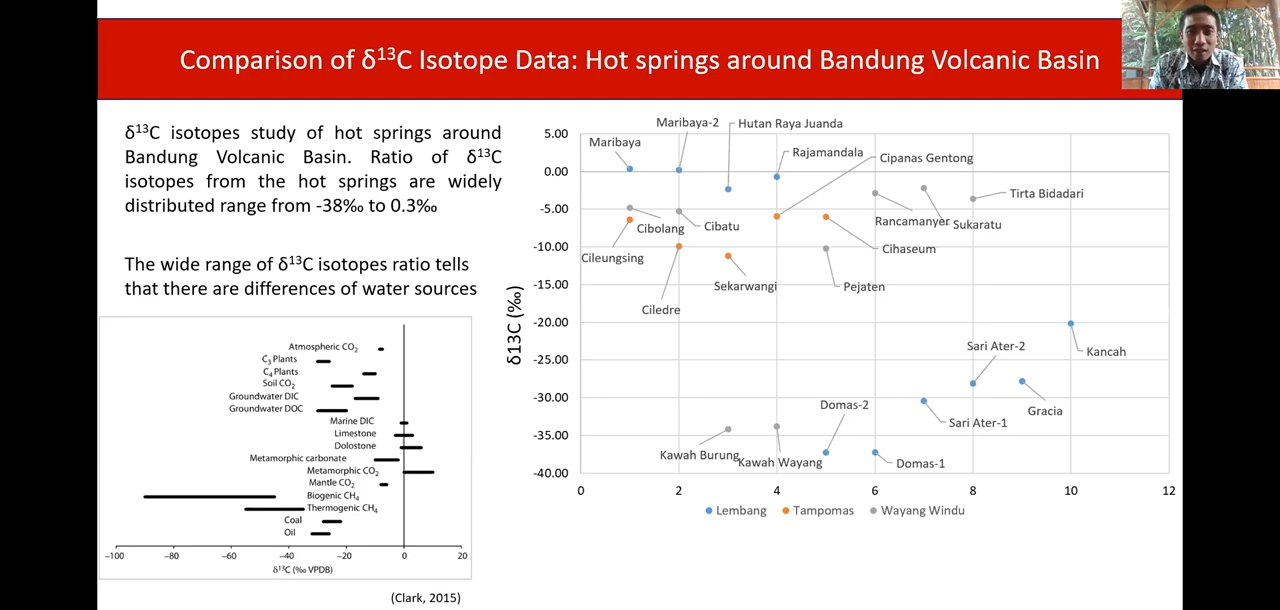 Comparison of δ¹³C Isotope Data: Hot springs around Bandung Volcanic Basin
δ¹³C isotopes study of hot springs around
Bandung Volcanic Basin. Ratio of δ¹³C
isotopes from the hot springs are widely
distributed range from -38‰ to 0.3‰
The wide range of δ¹³C isotopes ratio tells
that there are differences of water sources
Atmospheric CO₂
C₃ Plants
C₄ Plants
Soil CO₂
Groundwater DIC
Groundwater DOC
Marine DIC
Limestone
Dolostone
Metamorphic carbonate
Metamorphic CO₂
Mantle CO₂
Biogenic CH₄
Thermogenic CH₄
Coal
Oil
−100 −80 −60 −40 −20 0 20
δ¹³C (‰ VPDB)
(Clark, 2015)
δ13C (‰)
5.00
0.00
-5.00
-10.00
-15.00
-20.00
-25.00
-30.00
-35.00
-40.00
Maribaya
Maribaya-2
Hutan Raya Juanda
Rajamandala
Cipanas Gentong
Tirta Bidadari
Rancamanyer
Sukaratu
Cibolang
Cibatu
Cihaseum
Cileungsing
Sekarwangi
Pejaten
Ciledre
Sari Ater-2
Kancah
Domas-2
Gracia
Sari Ater-1
Kawah Burung
Kawah Wayang
Domas-1
0 2 4 6 8 10 12
Lembang Tampomas Wayang Windu